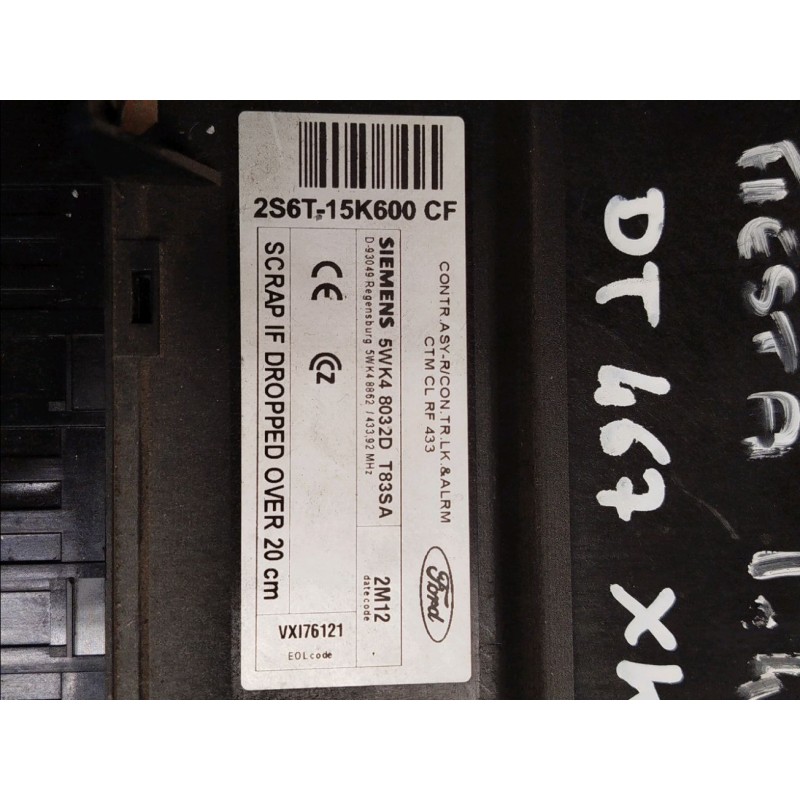 2S6T-15K600 CF
CONTR.ASY-R/CON.TR.LK.&ALRM
CTM CL RF 433
Ford
SIEMENS 5WK4 8032D T83SA
D-93049 Regensburg 5WK4 8862 / 433,92 MHz
2M12
datecode
CE
SCRAP IF DROPPED OVER 20 cm
VXI76121
EOLcode
FIESTA
DT 467